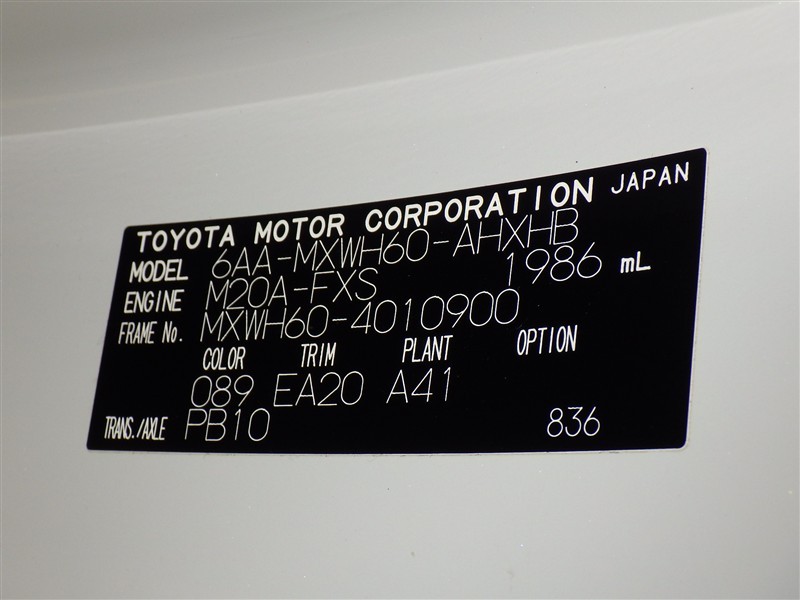 TOYOTA MOTOR CORPORATION JAPAN
MODEL 6AA-MXWH60-AHXHB
ENGINE M20A-FXS 1986 mL
FRAME No. MXWH60-4010900
COLOR TRIM PLANT OPTION
089 EA20 A41
TRANS./AXLE PB10 836